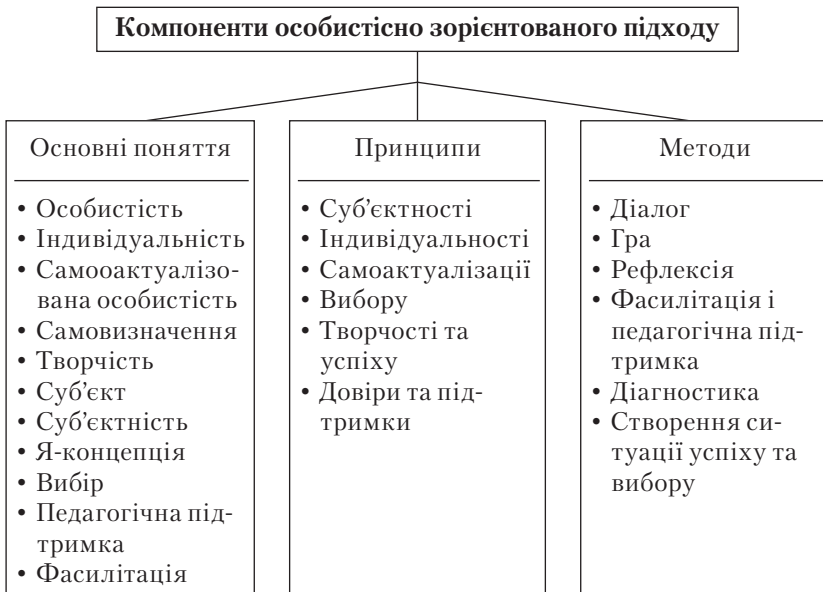 Компоненти особистісно зорієнтованого підходу
Основні поняття
• Особистість
• Індивідуальність
• Самооактуалізо-
вана особистість
• Самовизначення
• Творчість
• Суб’єкт
• Суб’єктність
• Я-концепція
• Вибір
• Педагогічна під-
тримка
• Фасилітація
Принципи
• Суб’єктності
• Індивідуальності
• Самоактуалізації
• Вибору
• Творчості та
успіху
• Довіри та під-
тримки
Методи
• Діалог
• Гра
• Рефлексія
• Фасилітація і
педагогічна під-
тримка
• Діагностика
• Створення си-
туації успіху та
вибору